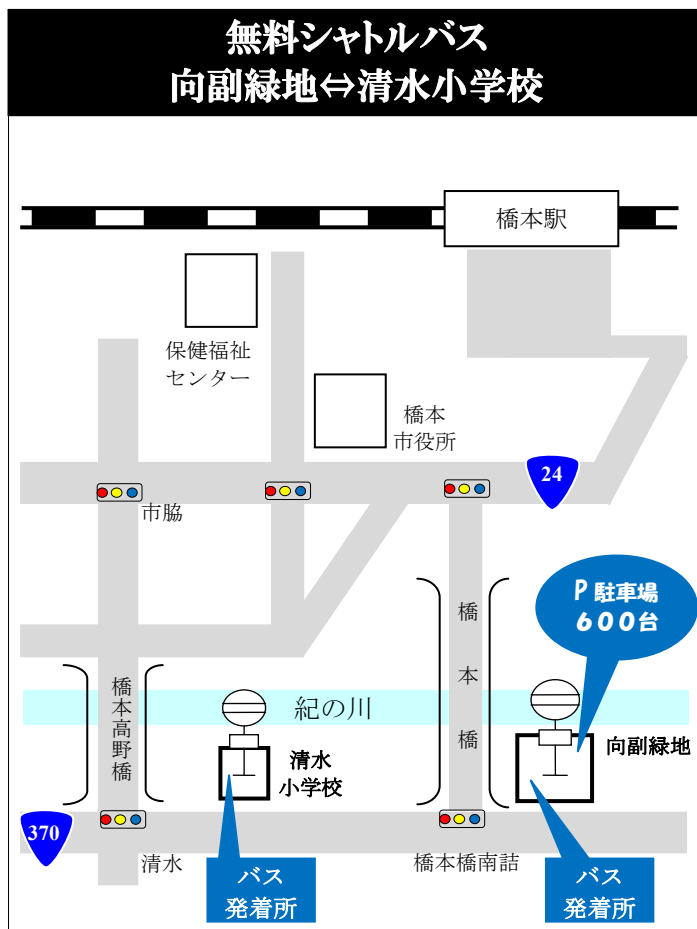 無料シャトルバス
向副緑地⇔清水小学校
橋本駅
保健福祉
センター
橋本
市役所
24
市脇
P 駐車場
600台
橋本橋
橋本高野橋
紀の川
清水
小学校
向副緑地
370
清水
橋本橋南詰
バス
発着所
バス
発着所